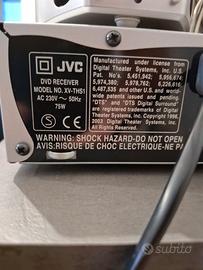 JVC
DVD RECEIVER
MODEL NO. XV-THS1
AC 230V ~ 50Hz
75W
Manufactured under license from
Digital Theater Systems, Inc. U.S.
Pat. No's. 5,451,942; 5,956,674;
5,974,380; 5,978,762; 6,226,616;
6,487,535 and other U.S. and world-
wide patents issued and pending.
"DTS" and "DTS Digital Surround"
are registered trademarks of Digital
Theater Systems, Inc. Copyright 1996,
2003 Digital Theater Systems, Inc.
All Rights Reserved.
WARNING: SHOCK HAZARD-DO NOT OPEN
AVIS: RISQUE DE CHOC ELECTRIQUE-NE PA
subito